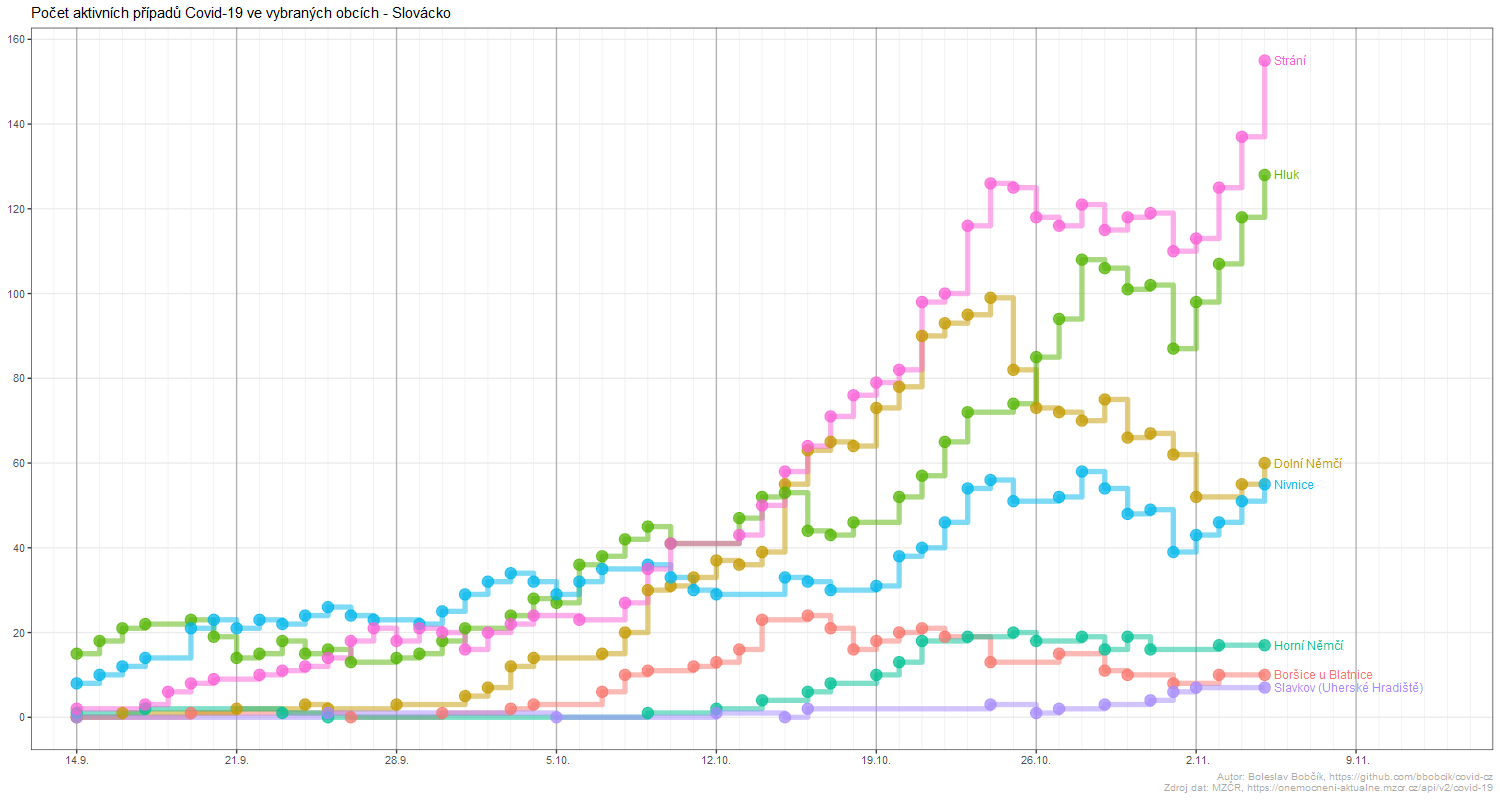 Počet aktivních případů Covid-19 ve vybraných obcích - Slovácko
160
140
120
100
80
60
40
20
0
Strání
Hluk
Dolní Němčí
Nivnice
Horní Němčí
Boršice u Blatnice
Slavkov (Uherské Hradiště)
14.9. 21.9. 28.9. 5.10. 12.10. 19.10. 26.10. 2.11. 9.11.
Autor: Boleslav Bobčík, https://github.com/bbobcik/covid-cz
Zdroj dat: MZČR, https://onemocneni-aktualne.mzcr.cz/api/v2/covid-19